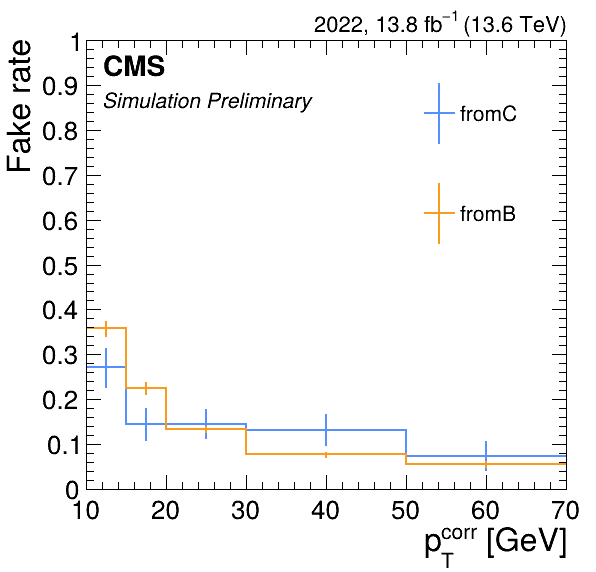 2022, 13.8 fb⁻¹ (13.6 TeV)
CMS
Simulation Preliminary
Fake rate
fromC
fromB
1
0.9
0.8
0.7
0.6
0.5
0.4
0.3
0.2
0.1
0
10 20 30 40 50 60 70
p_T^corr [GeV]